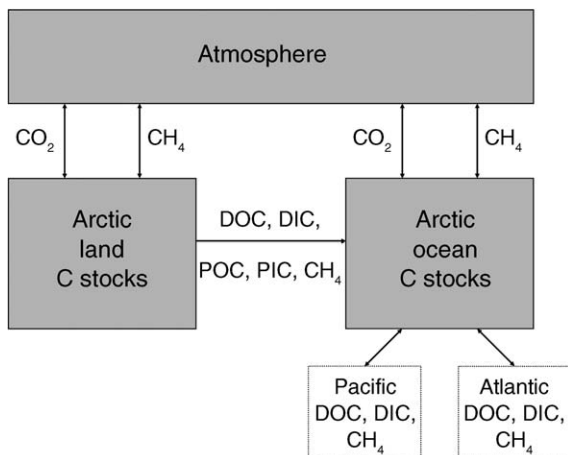 Atmosphere
CO₂
CH₄
CO₂
CH₄
Arctic
land
C stocks
DOC, DIC,
POC, PIC, CH₄
Arctic
ocean
C stocks
Pacific
DOC, DIC,
CH₄
Atlantic
DOC, DIC,
CH₄